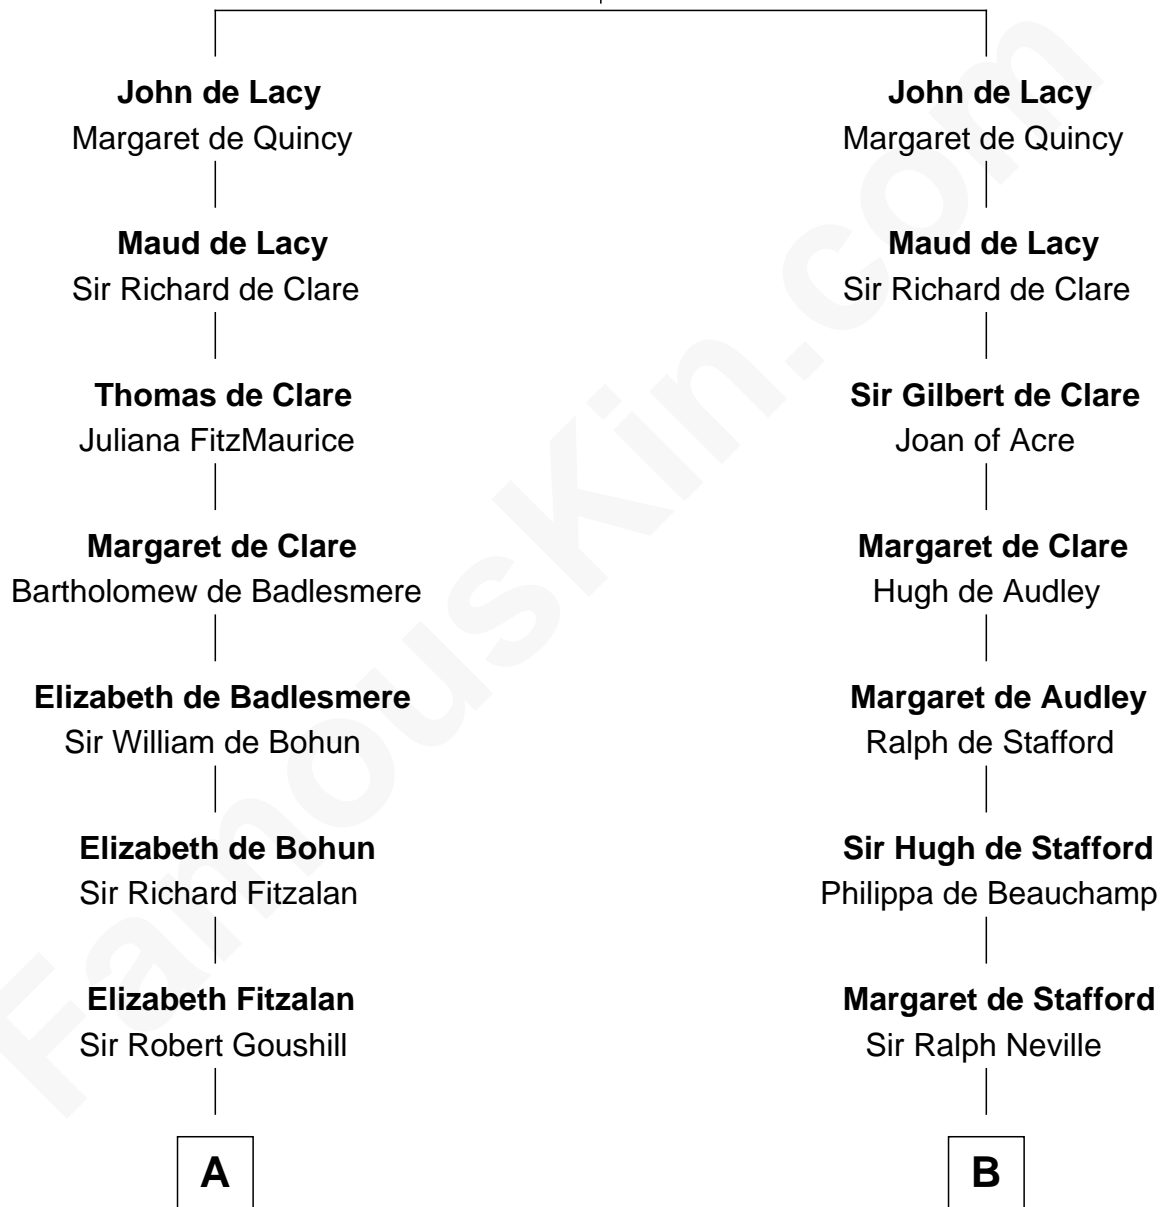 John de Lacy
Margaret de Quincy
Maud de Lacy
Sir Richard de Clare
Thomas de Clare
Juliana FitzMaurice
Margaret de Clare
Bartholomew de Badlesmere
Elizabeth de Badlesmere
Sir William de Bohun
Elizabeth de Bohun
Sir Richard Fitzalan
Elizabeth Fitzalan
Sir Robert Goushill
A
John de Lacy
Margaret de Quincy
Maud de Lacy
Sir Richard de Clare
Sir Gilbert de Clare
Joan of Acre
Margaret de Clare
Hugh de Audley
Margaret de Audley
Ralph de Stafford
Sir Hugh de Stafford
Philippa de Beauchamp
Margaret de Stafford
Sir Ralph Neville
B
FamousKin.com